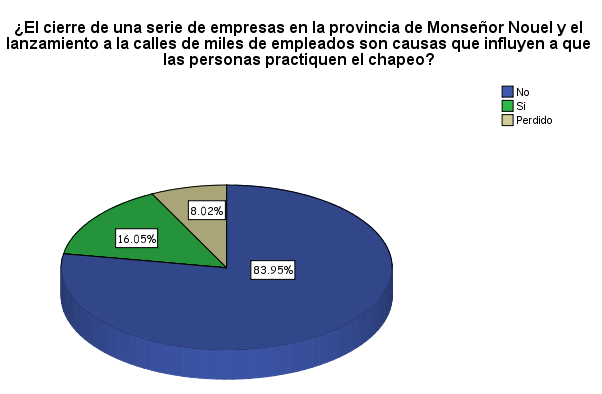 ¿El cierre de una serie de empresas en la provincia de Monseñor Nouel y el
lanzamiento a la calles de miles de empleados son causas que influyen a que
las personas practiquen el chapeo?
No
Si
Perdido
8.02%
16.05%
83.95%